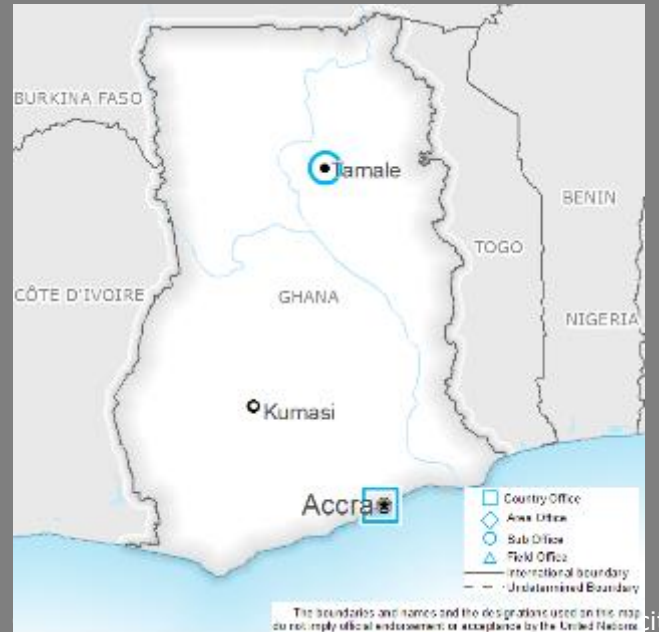 BURKINA FASO
Tamale
BENIN
TOGO
CÔTE D'IVOIRE
GHANA
NIGERIA
Kumasi
Accra
Country Office
Area Office
Sub Office
Field Office
International boundary
Undetermined Boundary
The boundaries and names and the designations used on this map
do not imply official endorsement or acceptance by the United Nations.